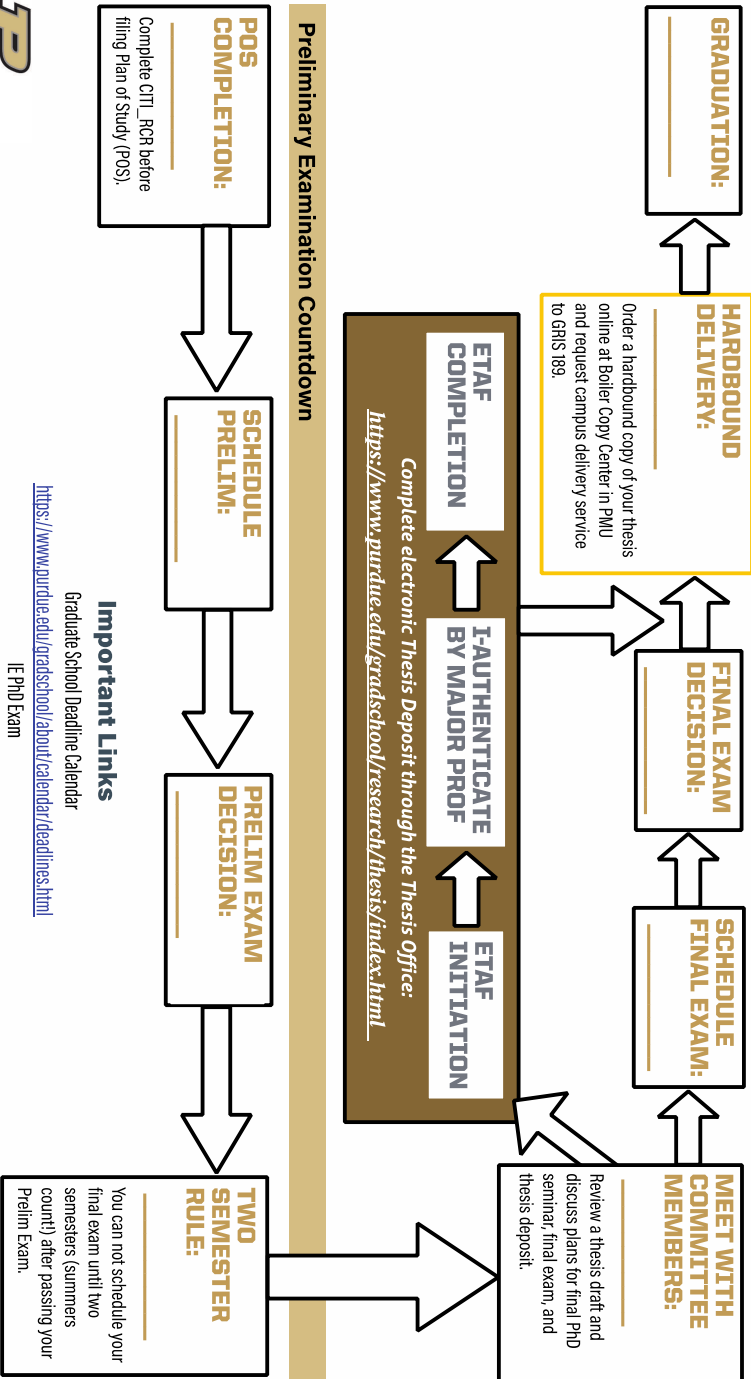 GRADUATION:
HARDBOUND
DELIVERY:
Order a hardbound copy of your thesis
online at Boiler Copy Center in PMU
and request campus delivery service
to GRIS 189.
FINAL EXAM
DECISION:
SCHEDULE
FINAL EXAM:
MEET WITH
COMMITTEE
MEMBERS:
Review a thesis draft and
discuss plans for final PhD
seminar, final exam, and
thesis deposit.
ETAF
COMPLETION
I-AUTHENTICATE
BY MAJOR PROF
ETAF
INITIATION
Complete electronic Thesis Deposit through the Thesis Office:
https://www.purdue.edu/gradschool/research/thesis/index.html
Preliminary Examination Countdown
POS
COMPLETION:
Complete CITI_RCR before
filing Plan of Study (POS).
SCHEDULE
PRELIM:
PRELIM EXAM
DECISION:
TWO
SEMESTER
RULE:
You can not schedule your
final exam until two
semesters (summers
count!) after passing your
Prelim Exam.
Important Links
Graduate School Deadline Calendar
https://www.purdue.edu/gradschool/about/calendar/deadlines.html
IE PhD Exam
P